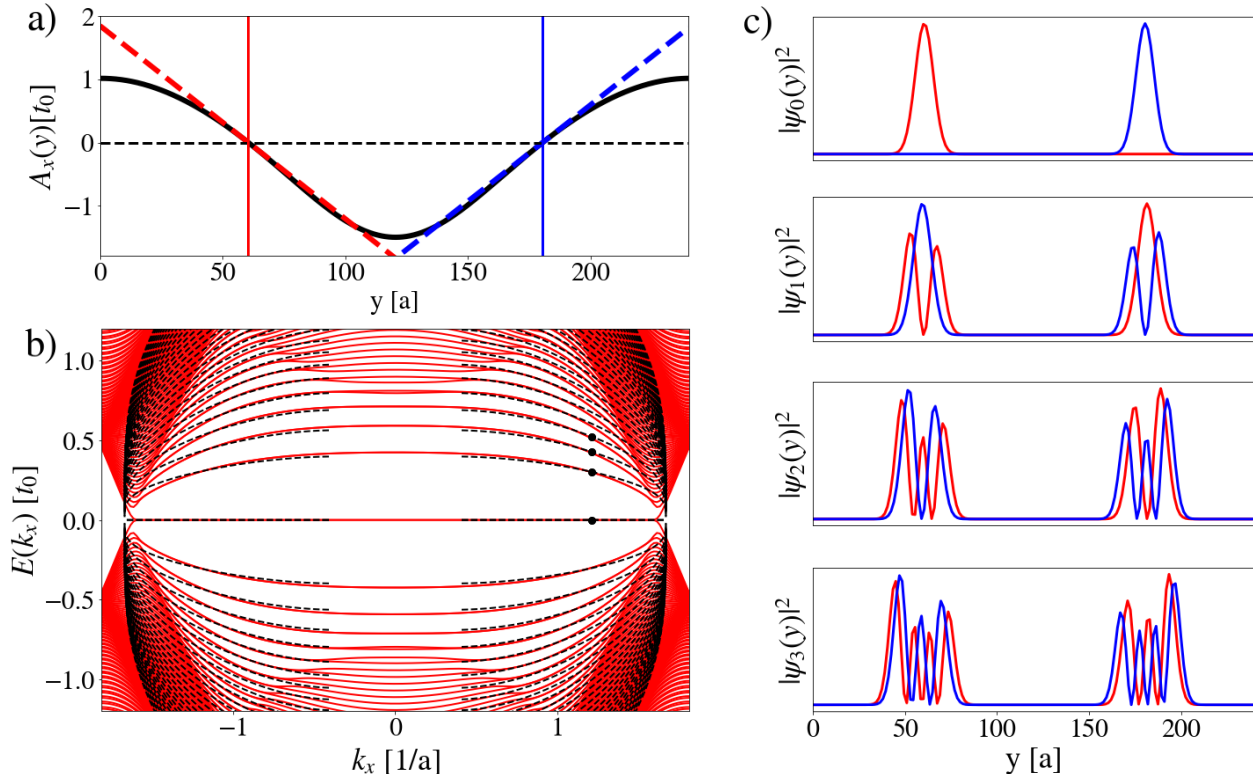 a)
2
1
0
−1
A_x(y)[t_0]
0
50
100
150
200
y [a]
b)
1.0
0.5
0.0
−0.5
−1.0
E(k_x) [t_0]
−1
0
1
k_x [1/a]
c)
|ψ_0(y)|^2
|ψ_1(y)|^2
|ψ_2(y)|^2
|ψ_3(y)|^2
0
50
100
150
200
y [a]